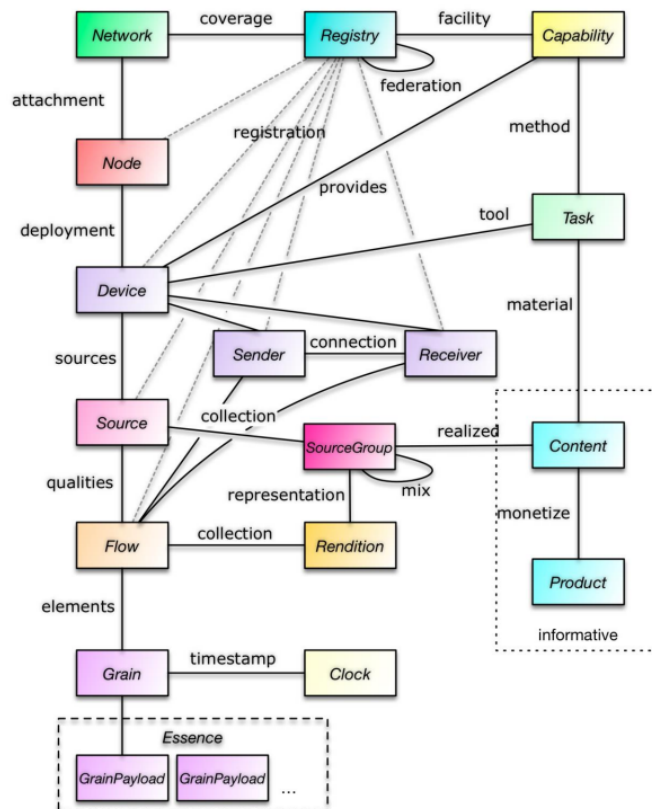 Network
coverage
Registry
facility
Capability
federation
attachment
registration
method
Node
provides
deployment
tool
Task
Device
material
sources
Sender
connection
Receiver
Source
collection
SourceGroup
realized
Content
qualities
representation
mix
monetize
Flow
collection
Rendition
Product
elements
informative
Grain
timestamp
Clock
Essence
GrainPayload
GrainPayload
...